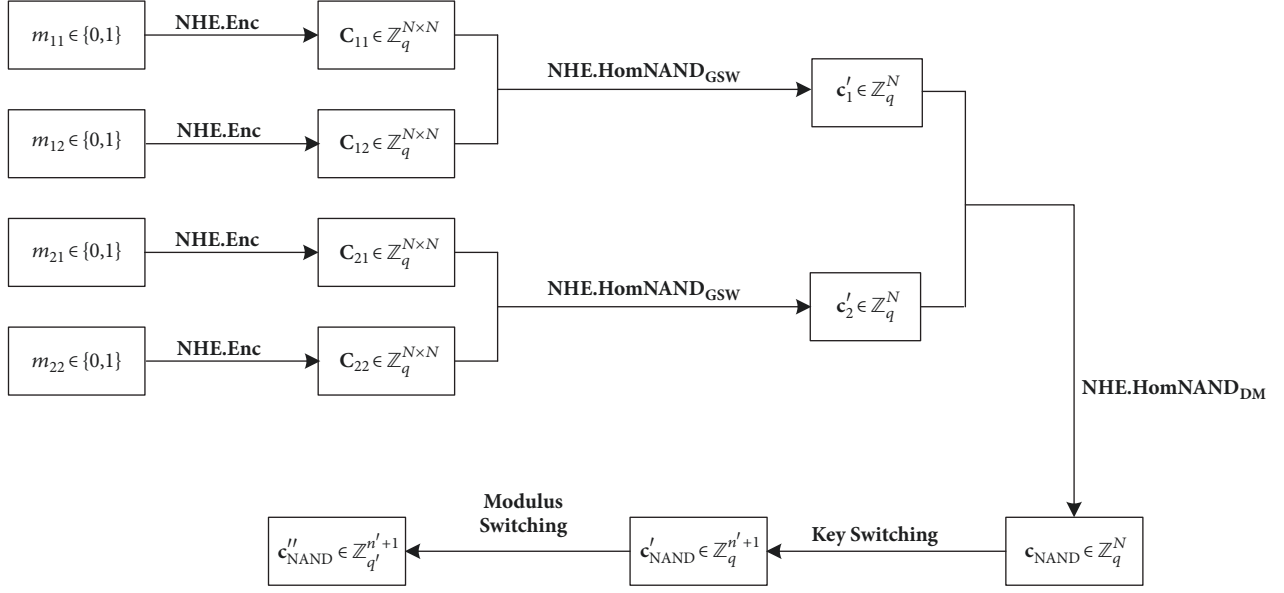 m₁₁ ∈ {0,1}
NHE.Enc
C₁₁ ∈ ℤ_q^{N×N}
NHE.HomNAND_GSW
c′₁ ∈ ℤ_q^N
m₁₂ ∈ {0,1}
NHE.Enc
C₁₂ ∈ ℤ_q^{N×N}
m₂₁ ∈ {0,1}
NHE.Enc
C₂₁ ∈ ℤ_q^{N×N}
NHE.HomNAND_GSW
c′₂ ∈ ℤ_q^N
m₂₂ ∈ {0,1}
NHE.Enc
C₂₂ ∈ ℤ_q^{N×N}
NHE.HomNAND_DM
c_NAND ∈ ℤ_q^N
Key Switching
c′_NAND ∈ ℤ_q^{n′+1}
Modulus
Switching
c″_NAND ∈ ℤ_{q′}^{n′+1}